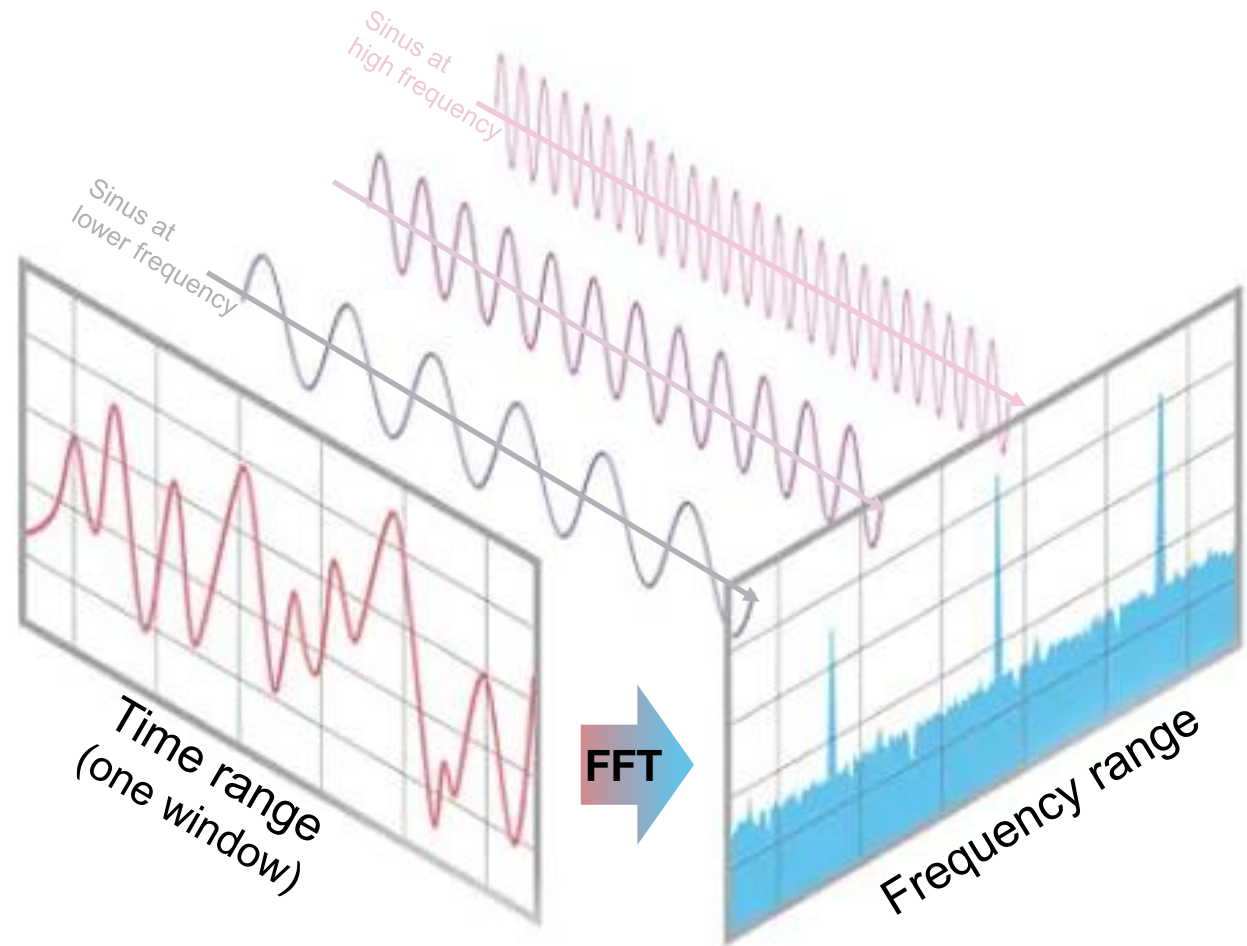 Sinus at
high frequency
Sinus at
lower frequency
Time range
(one window)
FFT
Frequency range